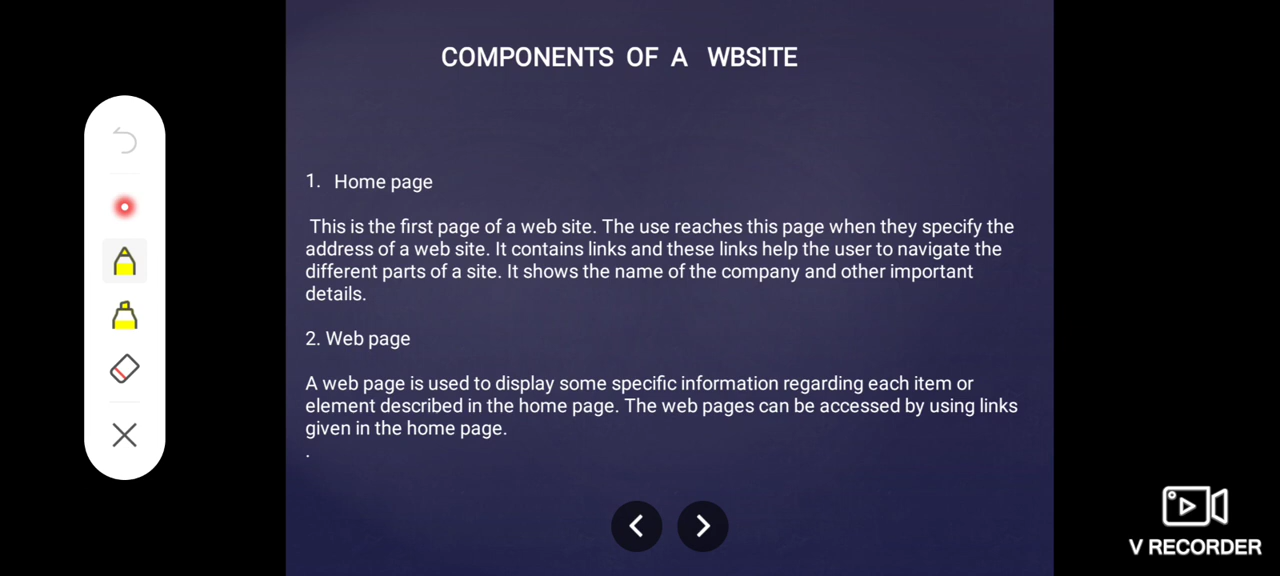 COMPONENTS OF A WBSITE
1. Home page
This is the first page of a web site. The use reaches this page when they specify the
address of a web site. It contains links and these links help the user to navigate the
different parts of a site. It shows the name of the company and other important
details.
2. Web page
A web page is used to display some specific information regarding each item or
element described in the home page. The web pages can be accessed by using links
given in the home page.
.
V RECORDER